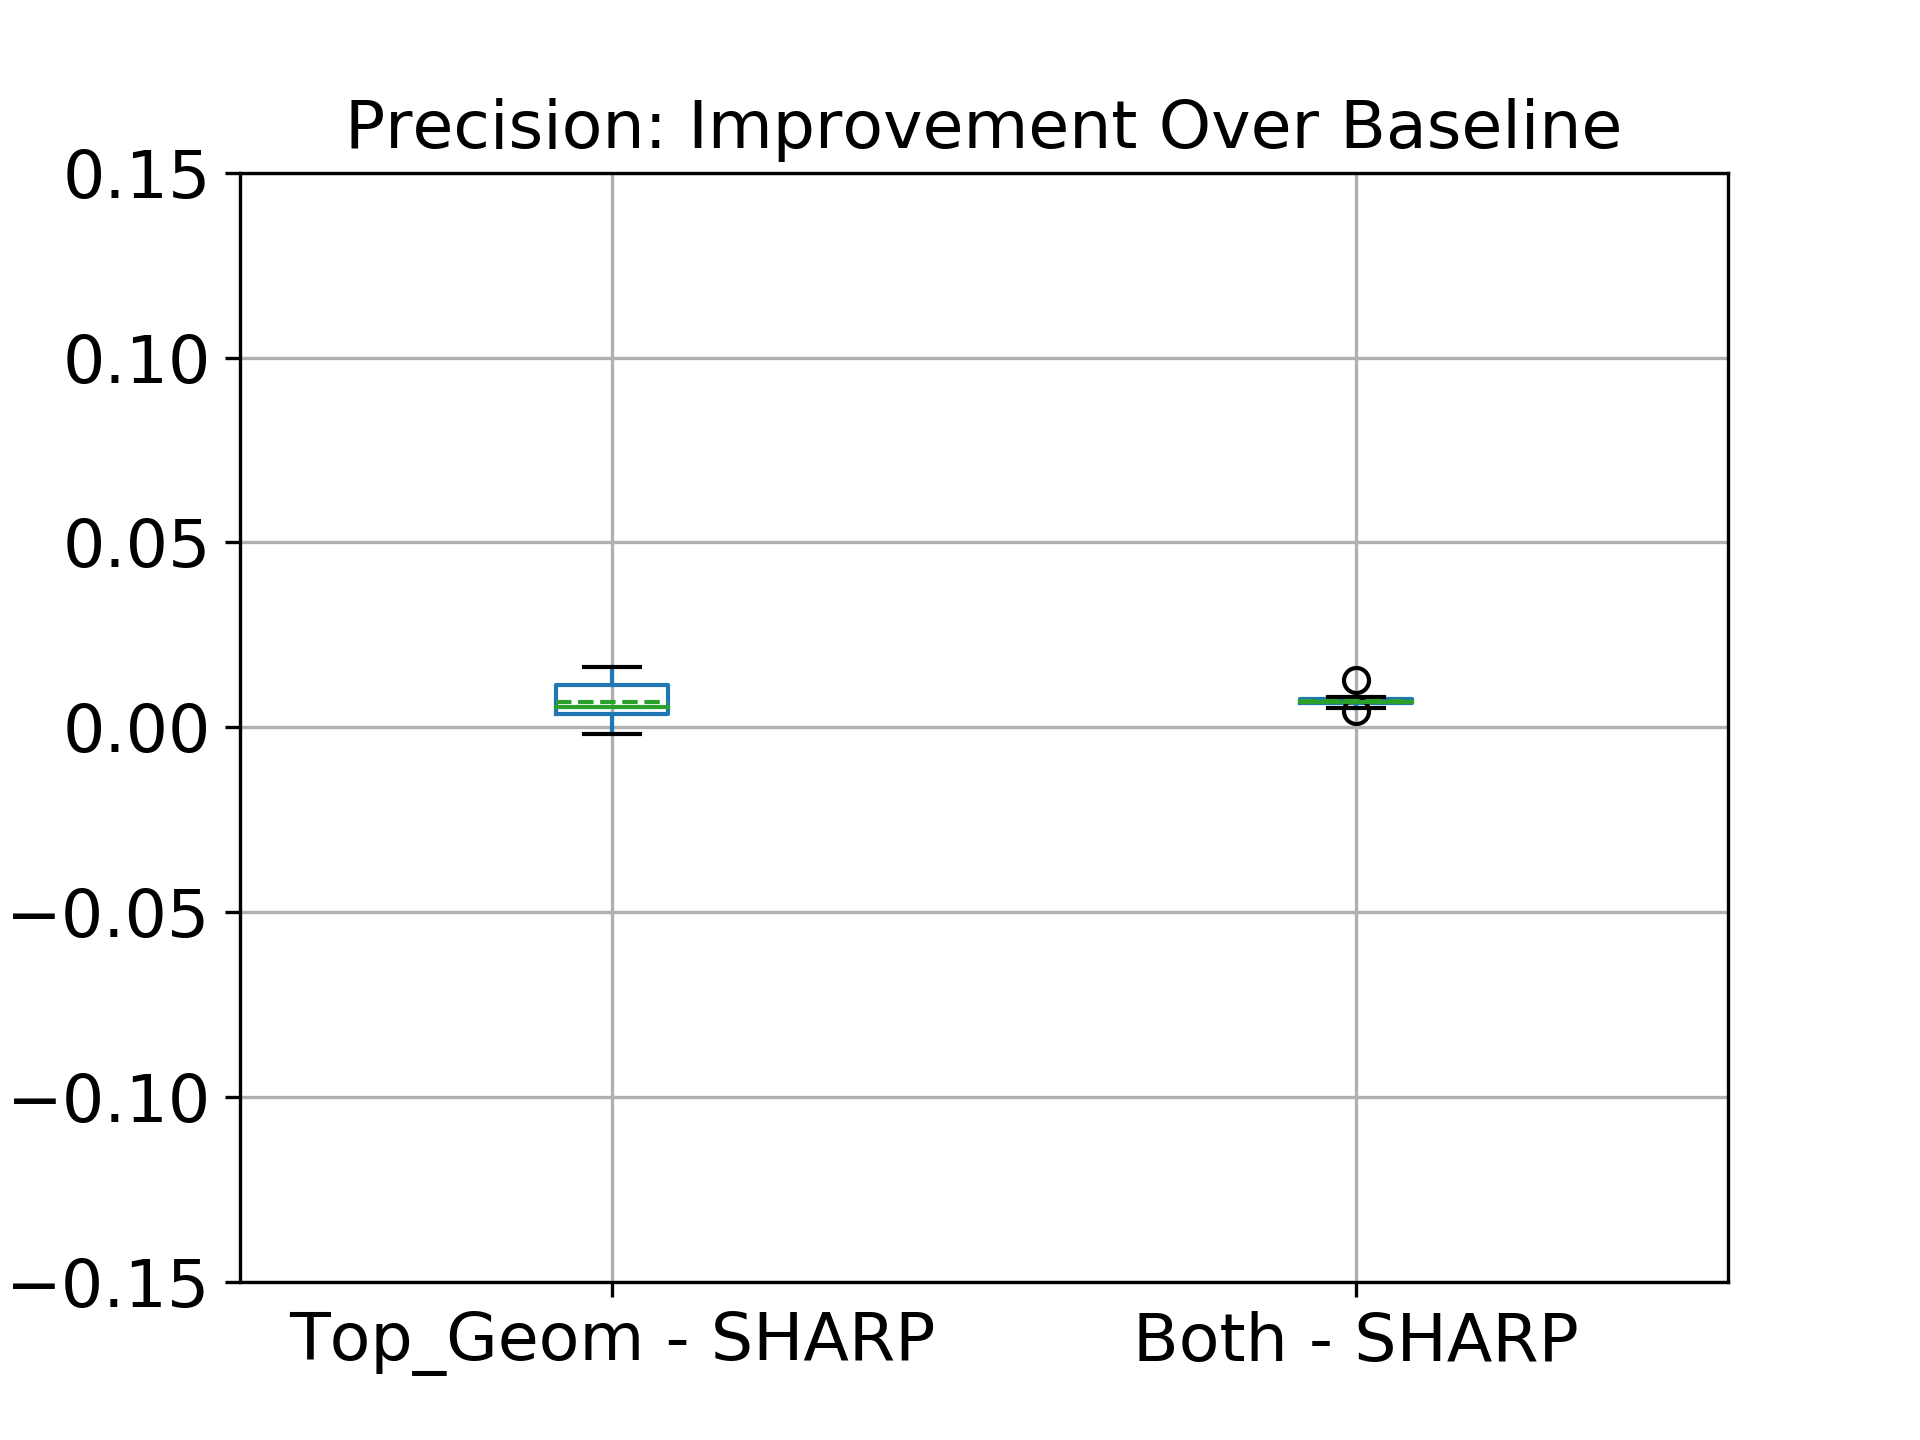 Precision: Improvement Over Baseline
0.15
0.10
0.05
0.00
−0.05
−0.10
−0.15
Top_Geom - SHARP
Both - SHARP